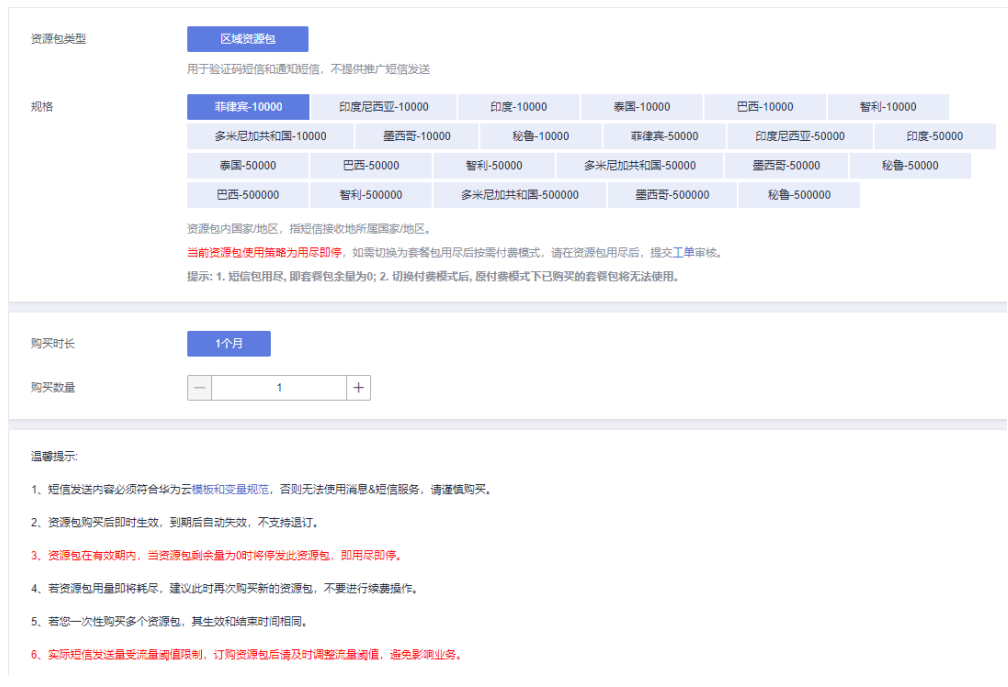 资源包类型 区域资源包
用于验证码短信和通知短信，不提供推广短信发送
规格 菲律宾-10000 印度尼西亚-10000 印度-10000 泰国-10000 巴西-10000 智利-10000
多米尼加共和国-10000 墨西哥-10000 秘鲁-10000 菲律宾-50000 印度尼西亚-50000 印度-50000
泰国-50000 巴西-50000 智利-50000 多米尼加共和国-50000 墨西哥-50000 秘鲁-50000
巴西-500000 智利-500000 多米尼加共和国-500000 墨西哥-500000 秘鲁-500000
资源包内国家/地区，指短信接收地所属国家/地区。
当前资源包使用策略为用尽即停，如需切换为套餐包用尽后按需付费模式，请在资源包用尽后，提交工单审核。
提示: 1. 短信包用尽, 即套餐包余量为0; 2. 切换付费模式后, 原付费模式下已购买的套餐包将无法使用。
购买时长 1个月
购买数量 — 1 +
温馨提示:
1、短信发送内容必须符合华为云模板和变量规范，否则无法使用消息&短信服务，请谨慎购买。
2、资源包购买后即时生效，到期后自动失效，不支持退订。
3、资源包在有效期内，当资源包剩余量为0时将停发此资源包，即用尽即停。
4、若资源包用量即将耗尽，建议此时再次购买新的资源包，不要进行续费操作。
5、若您一次性购买多个资源包，其生效和结束时间相同。
6、实际短信发送量受流量阈值限制，订购资源包后请及时调整流量阈值，避免影响业务。